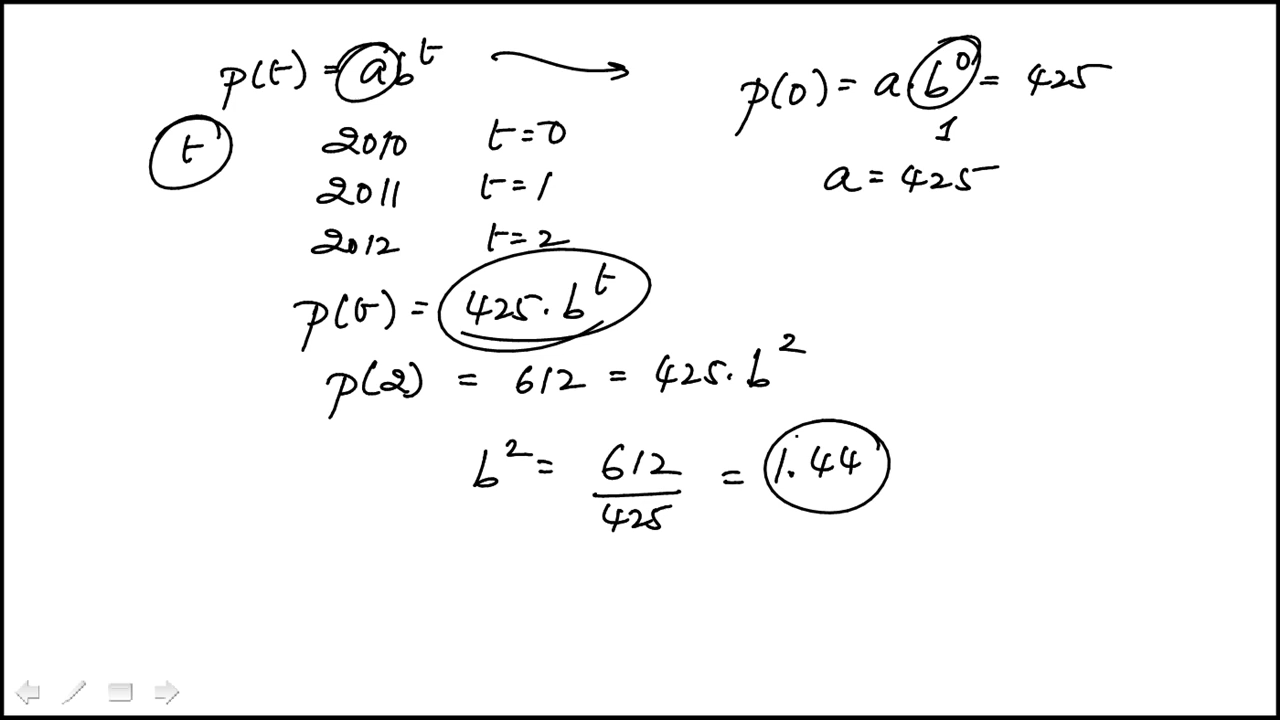 p(t) = ab^t
p(0) = a.b^0 = 425
1
a = 425
t
2010 t=0
2011 t=1
2012 t=2
p(t) = 425.b^t
p(2) = 612 = 425.b^2
b^2 = 612/425 = 1.44